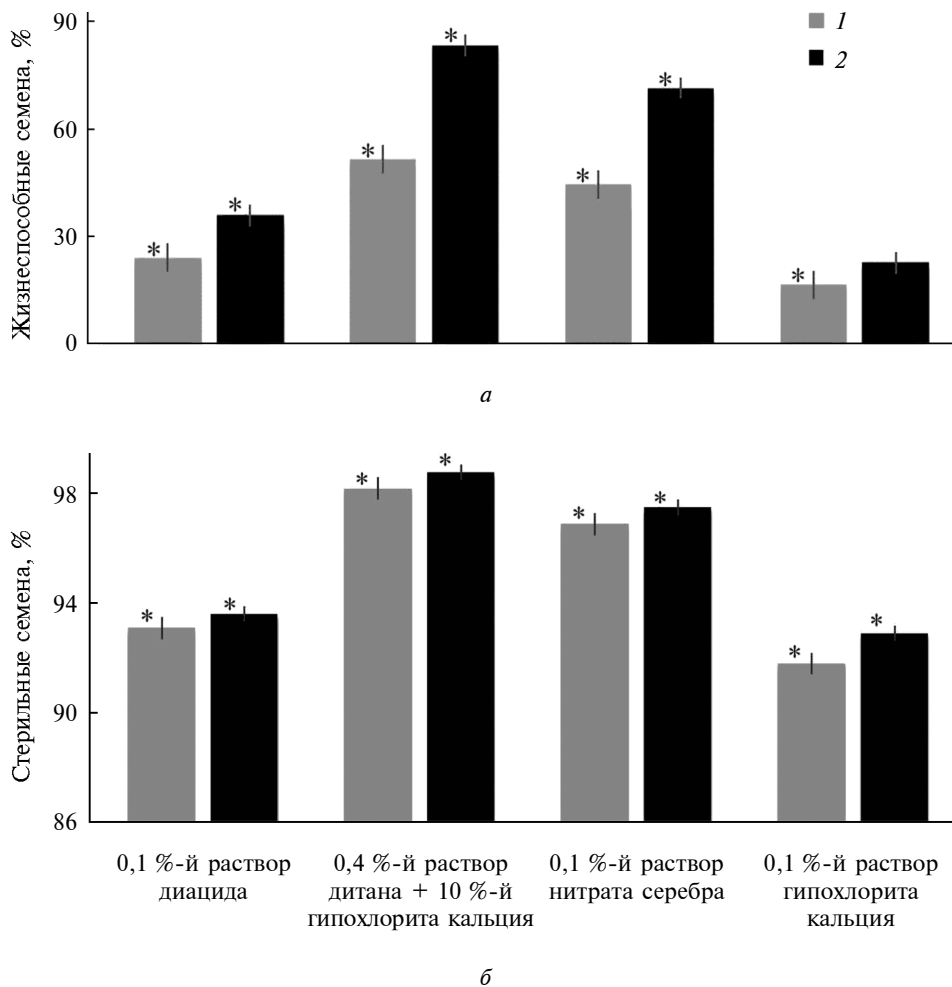 Жизнеспособные семена, %
90
60
30
0
1
2
*
*
*
*
*
*
*
а
Стерильные семена, %
98
94
90
86
*
*
*
*
*
*
*
*
0,1 %-й раствор
диацида
0,4 %-й раствор
дитана + 10 %-й
гипохлорита кальция
0,1 %-й раствор
нитрата серебра
0,1 %-й раствор
гипохлорита
кальция
б